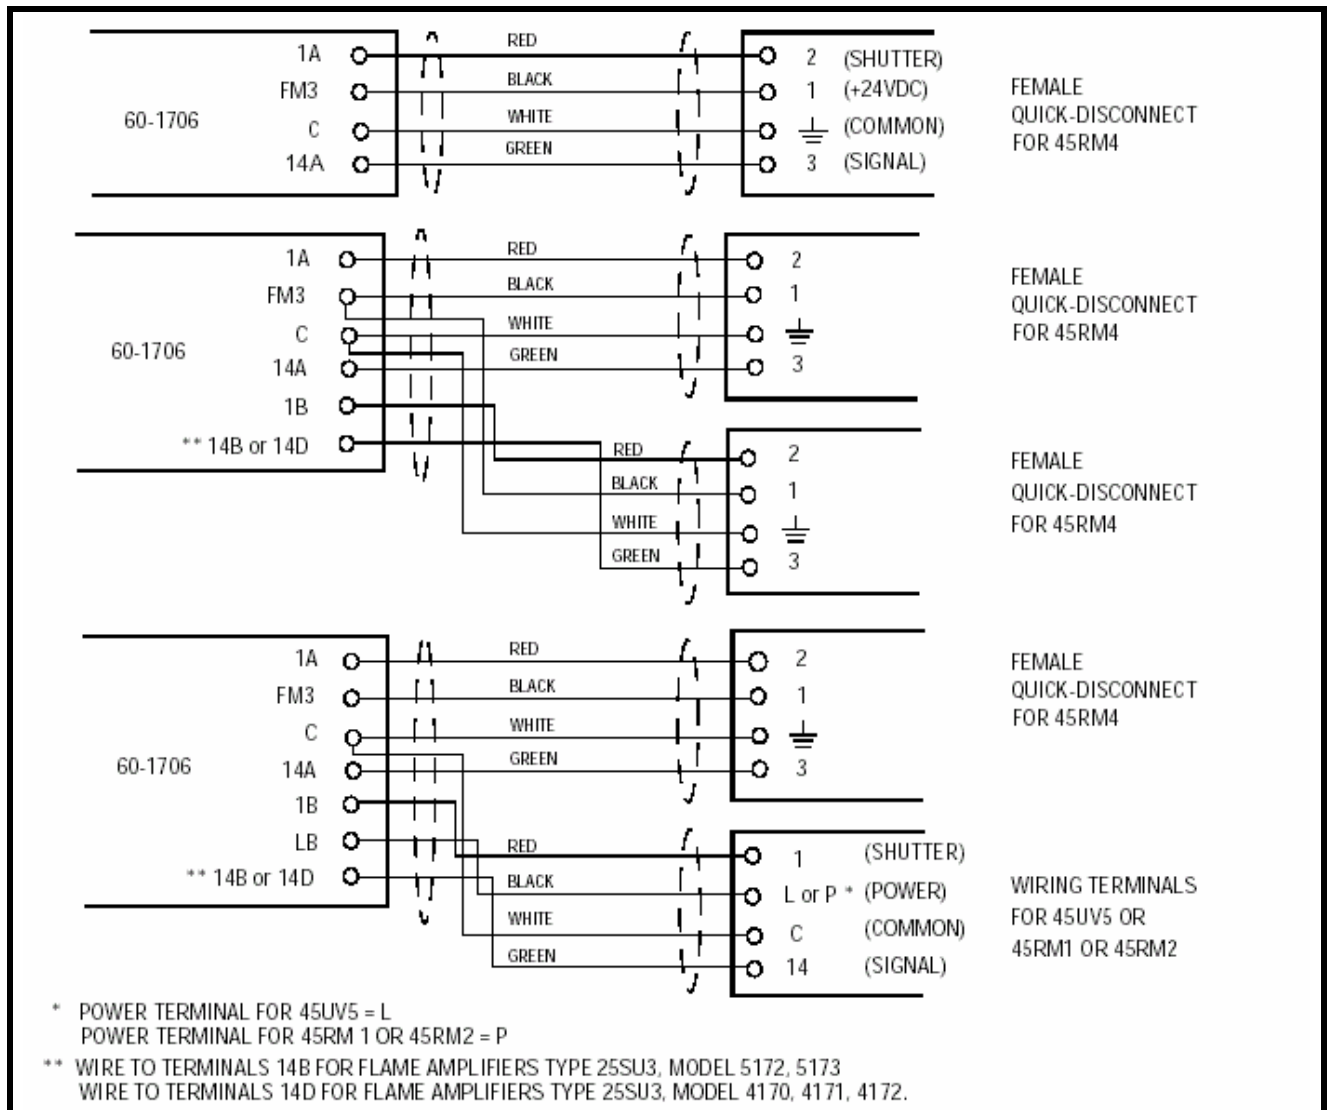 1A RED 2 (SHUTTER)
FM3 BLACK 1 (+24VDC)
60-1706
C WHITE (COMMON)
14A GREEN 3 (SIGNAL)
FEMALE
QUICK-DISCONNECT
FOR 45RM4
1A RED 2
FM3 BLACK 1
C WHITE
60-1706
14A GREEN 3
FEMALE
QUICK-DISCONNECT
FOR 45RM4
1B
** 14B or 14D
RED 2
BLACK 1
WHITE
GREEN 3
FEMALE
QUICK-DISCONNECT
FOR 45RM4
1A RED 2
FM3 BLACK 1
C WHITE
60-1706
14A GREEN 3
FEMALE
QUICK-DISCONNECT
FOR 45RM4
1B
LB
** 14B or 14D
RED 1 (SHUTTER)
BLACK L or P * (POWER)
WHITE C (COMMON)
GREEN 14 (SIGNAL)
WIRING TERMINALS
FOR 45UV5 OR
45RM1 OR 45RM2
* POWER TERMINAL FOR 45UV5 = L
POWER TERMINAL FOR 45RM 1 OR 45RM2 = P
** WIRE TO TERMINALS 14B FOR FLAME AMPLIFIERS TYPE 25SU3, MODEL 5172, 5173
WIRE TO TERMINALS 14D FOR FLAME AMPLIFIERS TYPE 25SU3, MODEL 4170, 4171, 4172.